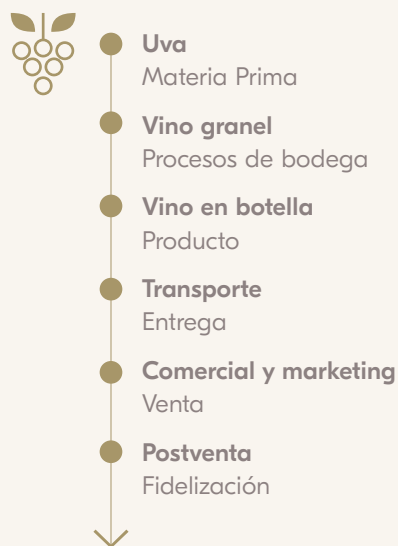 Uva
Materia Prima
Vino granel
Procesos de bodega
Vino en botella
Producto
Transporte
Entrega
Comercial y marketing
Venta
Postventa
Fidelización